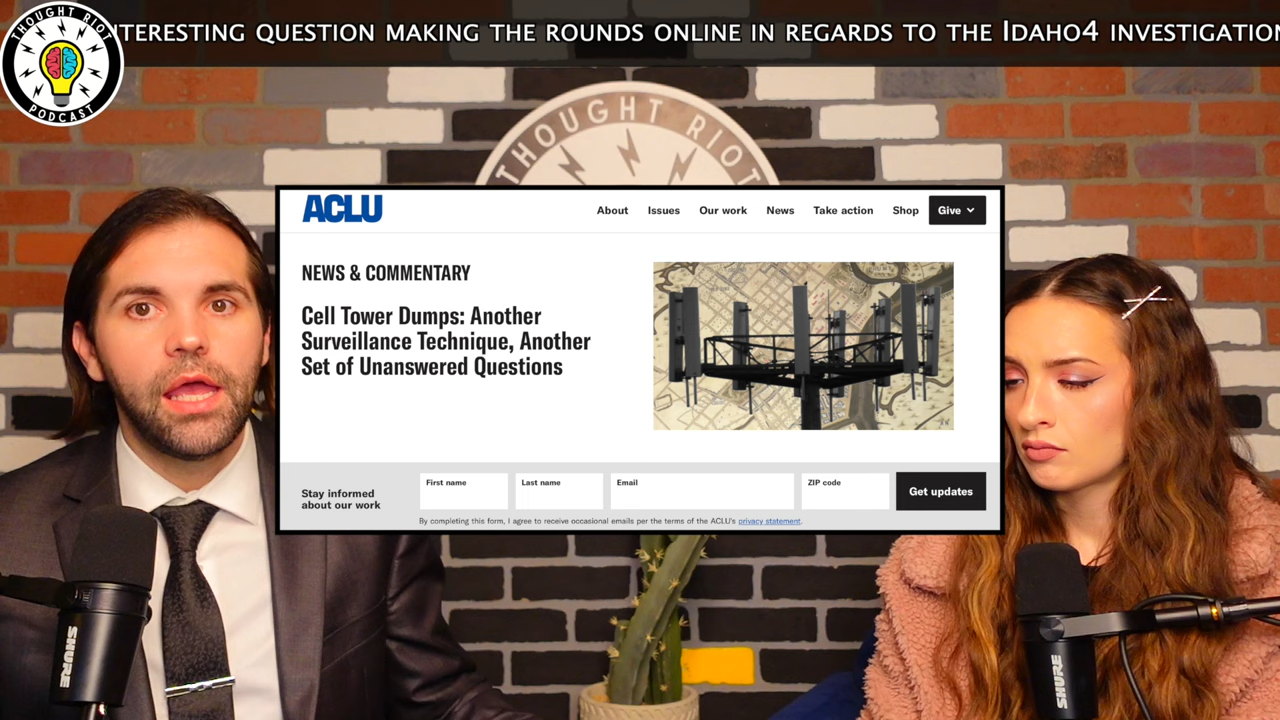 NTERESTING QUESTION MAKING THE ROUNDS ONLINE IN REGARDS TO THE IDAHO4 INVESTIGATION
THOUGHT RIOT
PODCAST
THOUGHT RIOT
ACLU
About Issues Our work News Take action Shop Give
NEWS & COMMENTARY
Cell Tower Dumps: Another
Surveillance Technique, Another
Set of Unanswered Questions
Stay informed
about our work
First name Last name Email ZIP code Get updates
By completing this form, I agree to receive occasional emails per the terms of the ACLU's privacy statement.
SHURE
SHURE